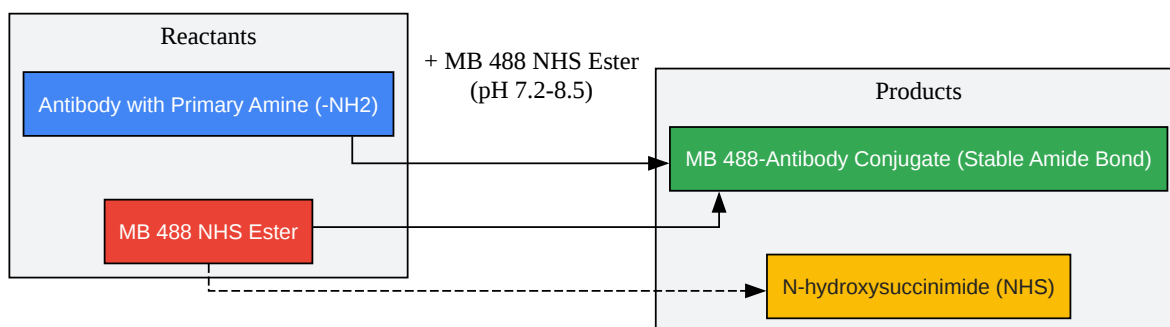 Reactants
Antibody with Primary Amine (-NH2)
MB 488 NHS Ester
+ MB 488 NHS Ester
(pH 7.2-8.5)
Products
MB 488-Antibody Conjugate (Stable Amide Bond)
N-hydroxysuccinimide (NHS)